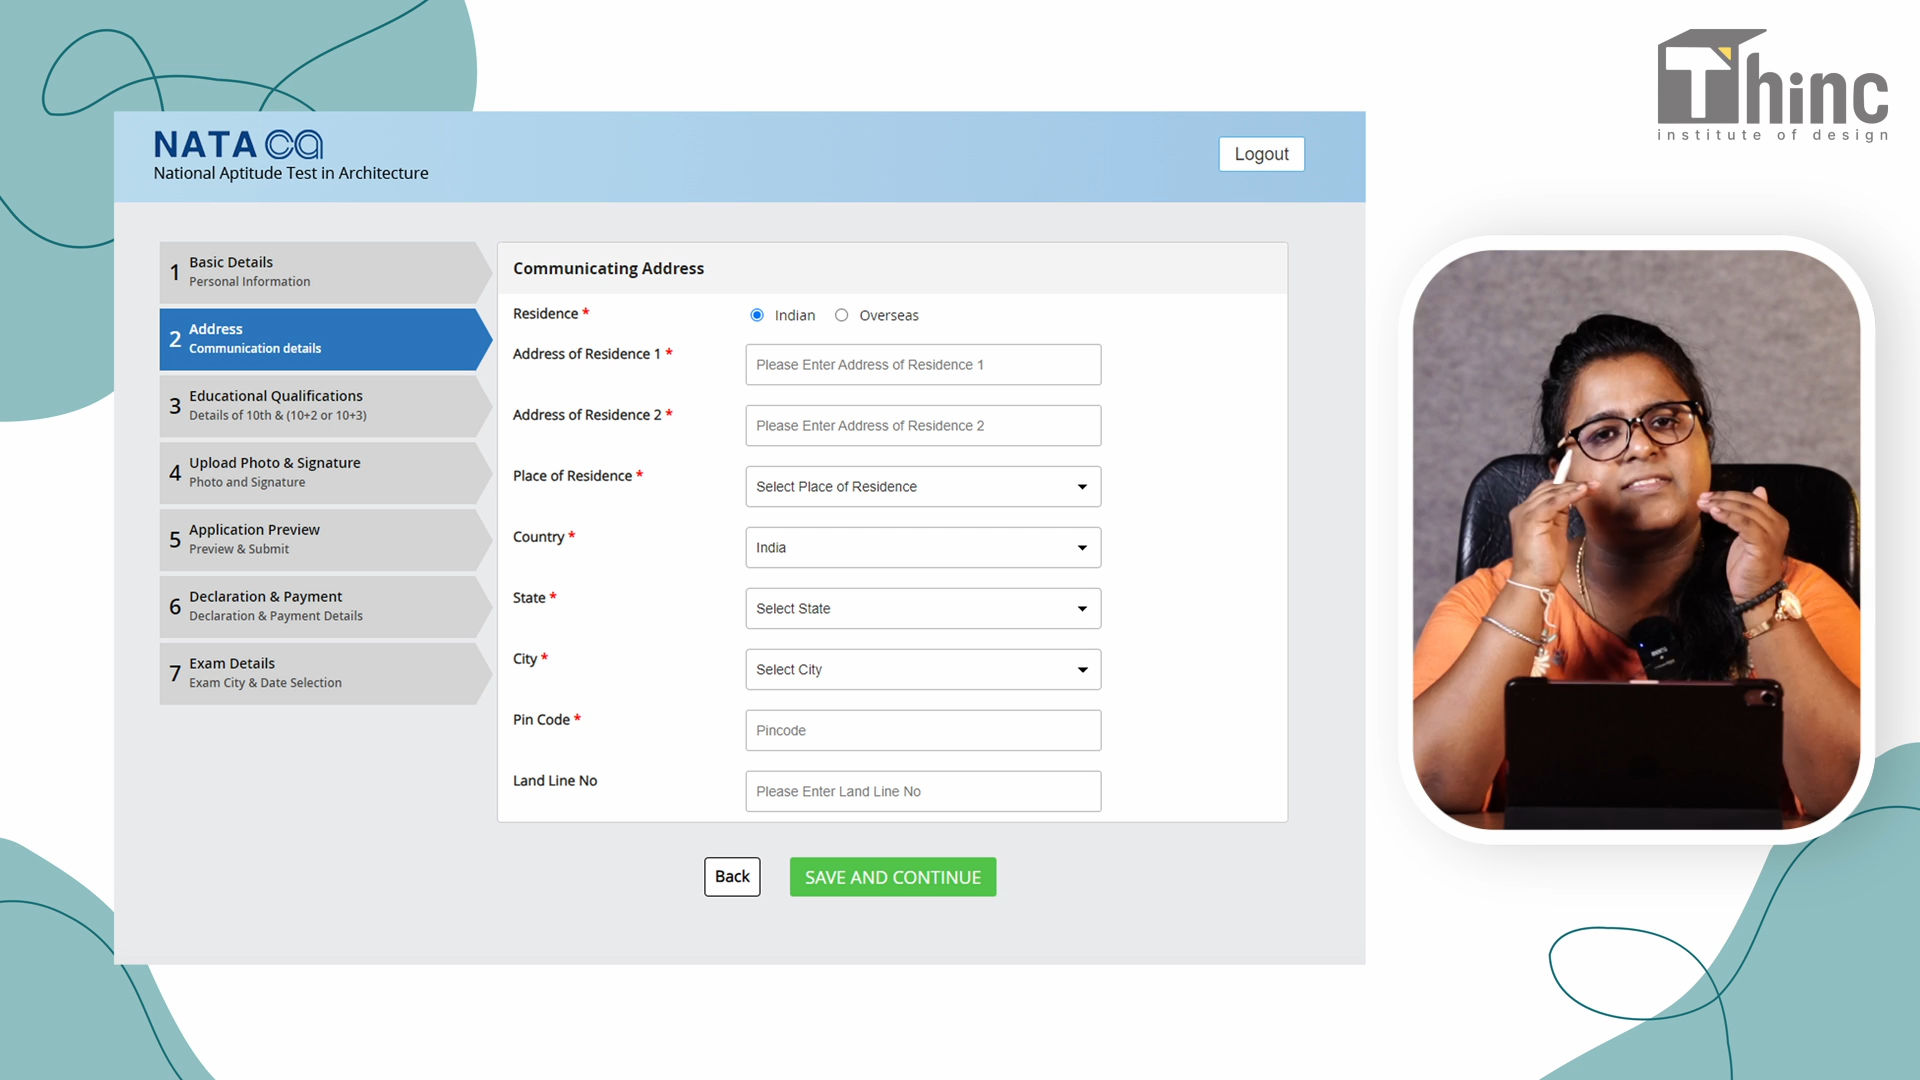 Thinc
institute of design
NATA
National Aptitude Test in Architecture
Logout
1 Basic Details
Personal Information
2 Address
Communication details
3 Educational Qualifications
Details of 10th & (10+2 or 10+3)
4 Upload Photo & Signature
Photo and Signature
5 Application Preview
Preview & Submit
6 Declaration & Payment
Declaration & Payment Details
7 Exam Details
Exam City & Date Selection
Communicating Address
Residence * Indian Overseas
Address of Residence 1 * Please Enter Address of Residence 1
Address of Residence 2 * Please Enter Address of Residence 2
Place of Residence * Select Place of Residence
Country * India
State * Select State
City * Select City
Pin Code * Pincode
Land Line No Please Enter Land Line No
Back SAVE AND CONTINUE